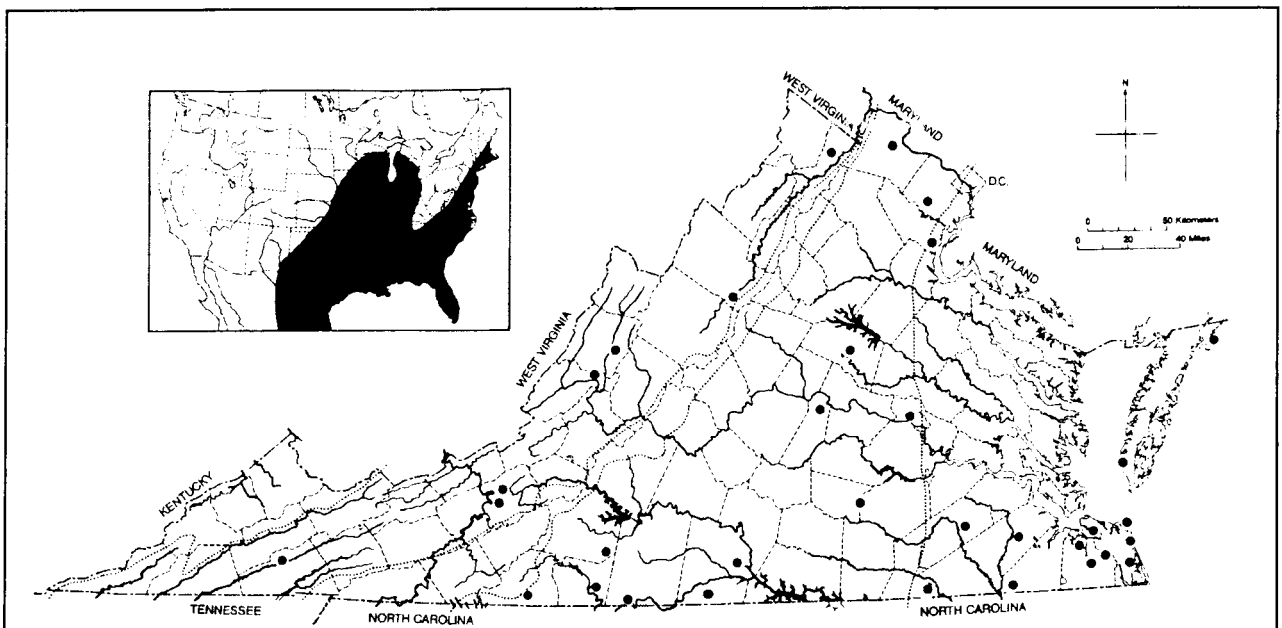 WEST VIRGINIA
MARYLAND
N
D.C.
0 50 Kilometers
0 20 40 Miles
MARYLAND
WEST VIRGINIA
KENTUCKY
TENNESSEE
NORTH CAROLINA
NORTH CAROLINA